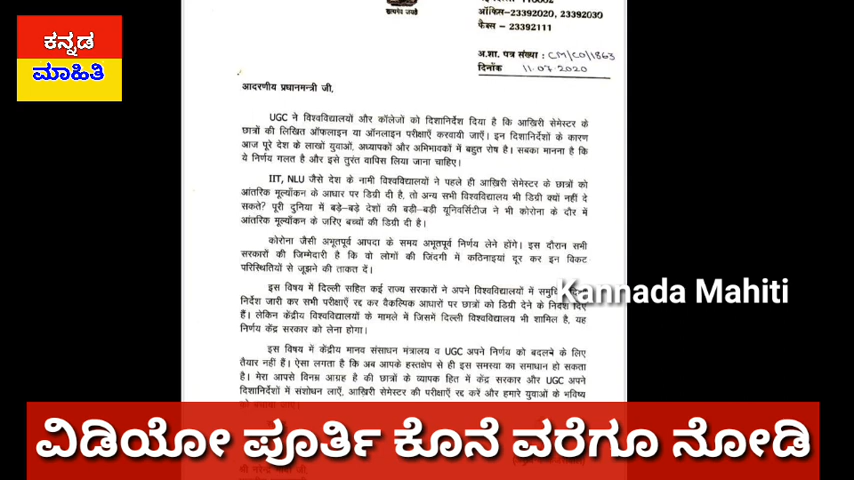 ಕನ್ನಡ
ಮಾಹಿತಿ
सत्यमेव जयते
ऑफिस-23392020, 23392030
फैक्स - 23392111
अ.शा. पत्र संख्या : CM/CO/1863
दिनाँक 11.07.2020
आदरणीय प्रधानमन्त्री जी,
UGC ने विश्वविद्यालयों और कॉलेजों को दिशानिर्देश दिया है कि आखिरी सेमेस्टर के
छात्रों की लिखित ऑफलाइन या ऑनलाइन परीक्षाएँ करवायी जाएँ। इन दिशानिर्देशों के कारण
आज पूरे देश के लाखों युवाओं, अध्यापकों और अभिभावकों में बहुत रोष है। सबका मानना है कि
ये निर्णय गलत है और इसे तुरंत वापिस लिया जाना चाहिए।
IIT, NLU जैसे देश के नामी विश्वविद्यालयों ने पहले ही आख़िरी सेमेस्टर के छात्रों को
आंतरिक मूल्याँकन के आधार पर डिग्री दी है, तो अन्य सभी विश्वविद्यालय भी डिग्री क्यों नहीं दे
सकते? पूरी दुनिया में बड़े-बड़े देशों की बड़ी-बड़ी यूनिवर्सिटीज ने भी कोरोना के दौर में
आंतरिक मूल्याँकन के जरिए बच्चों की डिग्री दी है।
कोरोना जैसी अभूतपूर्व आपदा के समय अभूतपूर्व निर्णय लेने होंगे। इस दौरान सभी
सरकारों की जिम्मेदारी है कि वो लोगों की जिंदगी में कठिनाइयां दूर कर इन विकट
परिस्थितियों से जूझने की ताकत दें।
इस विषय में दिल्ली सहित कई राज्य सरकारों ने अपने विश्वविद्यालयों में
निर्देश जारी कर सभी परीक्षाएँ रद्द कर वैकल्पिक आधारों पर छात्रों को डिग्री देने के निर्देश दिए
हैं। लेकिन केंद्रीय विश्वविद्यालयों के मामले में जिसमें दिल्ली विश्वविद्यालय भी शामिल है, यह
निर्णय केंद्र सरकार को लेना होगा।
Kannada Mahiti
इस विषय में केंद्रीय मानव संसाधन मंत्रालय व UGC अपने निर्णय को बदलने के लिए
तैयार नहीं हैं। ऐसा लगता है कि अब आपके हस्तक्षेप से ही इस समस्या का समाधान हो सकता
है। मेरा आपसे विनम्र आग्रह है की छात्रों के व्यापक हित में केंद्र सरकार और UGC अपने
दिशानिर्देशों में संशोधन लाएँ, आख़िरी सेमेस्टर की परीक्षाएँ रद्द करें और हमारे युवाओं के भविष्य
ವಿಡಿಯೋ ಪೂರ್ತಿ ಕೊನೆ ವರೆಗೂ ನೋಡಿ